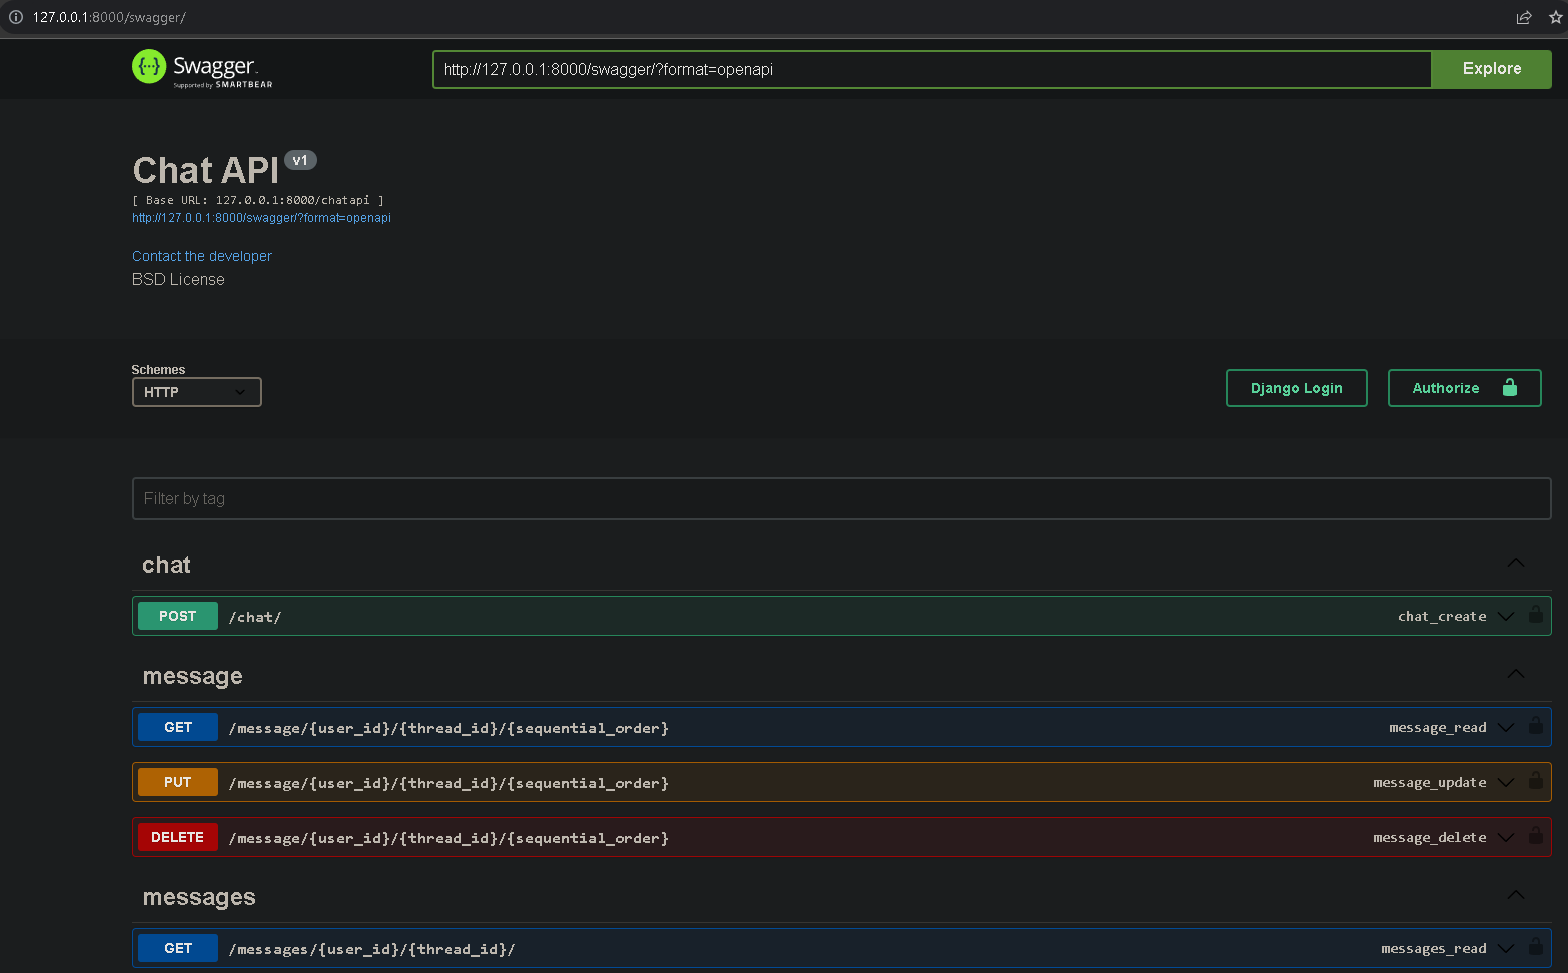 127.0.0.1:8000/swagger/
Swagger.
Supported by SMARTBEAR
http://127.0.0.1:8000/swagger/?format=openapi
Explore
Chat API v1
[ Base URL: 127.0.0.1:8000/chatapi ]
http://127.0.0.1:8000/swagger/?format=openapi
Contact the developer
BSD License
Schemes
HTTP
Django Login
Authorize
Filter by tag
chat
POST /chat/ chat_create
message
GET /message/{user_id}/{thread_id}/{sequential_order} message_read
PUT /message/{user_id}/{thread_id}/{sequential_order} message_update
DELETE /message/{user_id}/{thread_id}/{sequential_order} message_delete
messages
GET /messages/{user_id}/{thread_id}/ messages_read